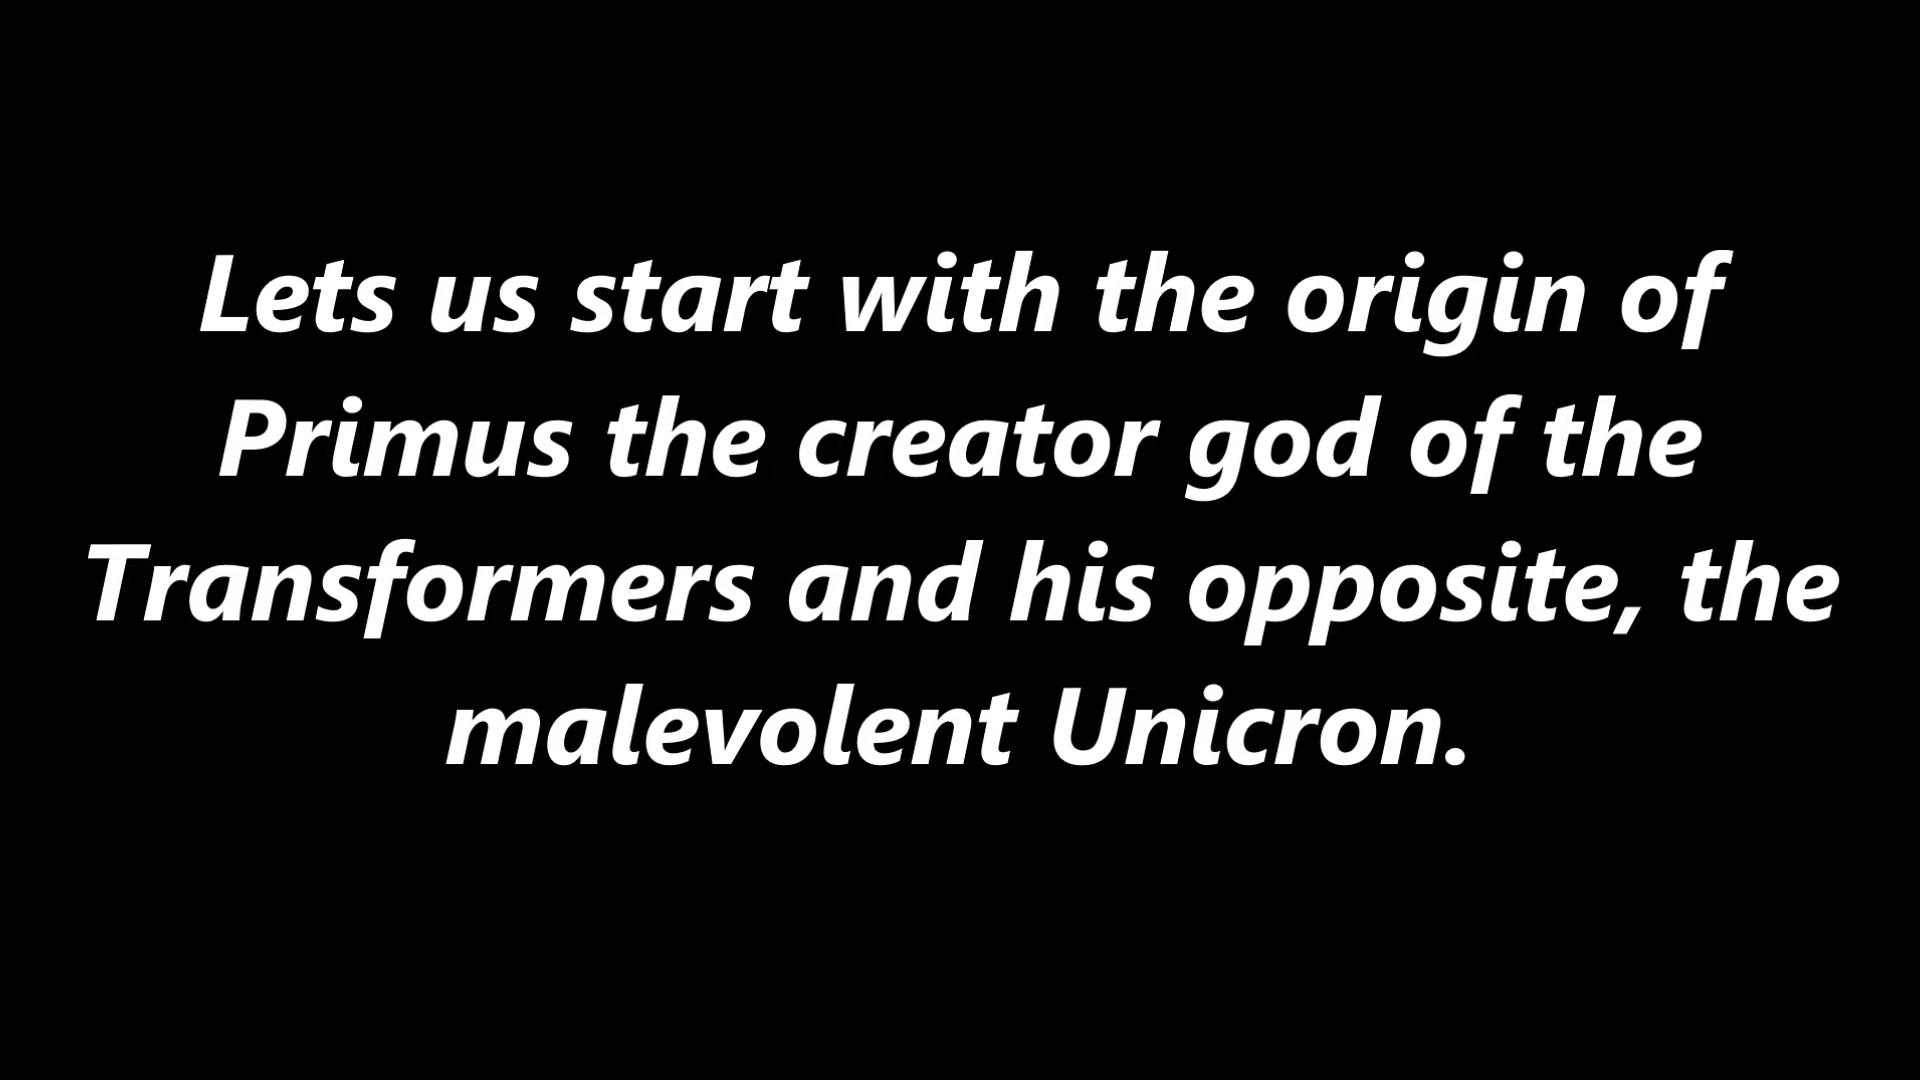 Lets us start with the origin of
Primus the creator god of the
Transformers and his opposite, the
malevolent Unicron.